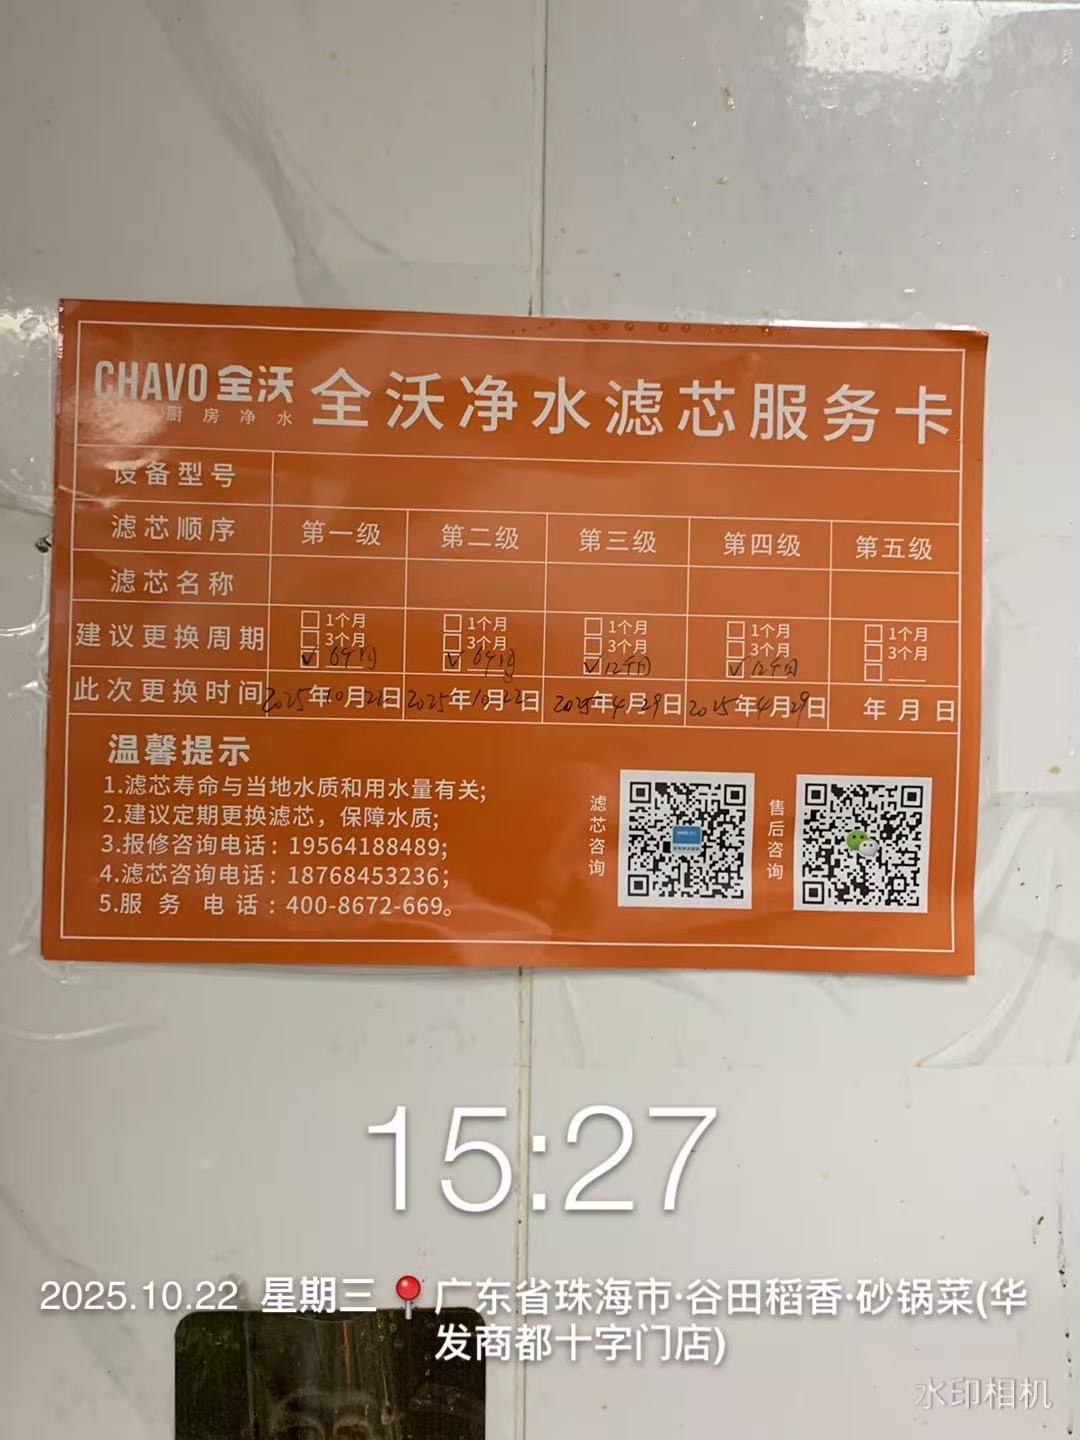 CHAVO 全沃
厨房净水
全沃净水滤芯服务卡
设备型号
滤芯顺序 第一级 第二级 第三级 第四级 第五级
滤芯名称
建议更换周期
1个月 1个月 1个月 1个月 1个月
3个月 3个月 3个月 3个月 3个月
6个月 6个月 12个月 12个月
此次更换时间 2025年10月22日 2025年10月22日 2025年4月29日 2025年4月29日 年 月 日
温馨提示
1.滤芯寿命与当地水质和用水量有关;
2.建议定期更换滤芯，保障水质;
3.报修咨询电话：19564188489;
4.滤芯咨询电话：18768453236;
5.服 务 电 话：400-8672-669。
滤芯咨询
售后咨询
15:27
2025.10.22 星期三 广东省珠海市·谷田稻香·砂锅菜(华
发商都十字门店)
水印相机